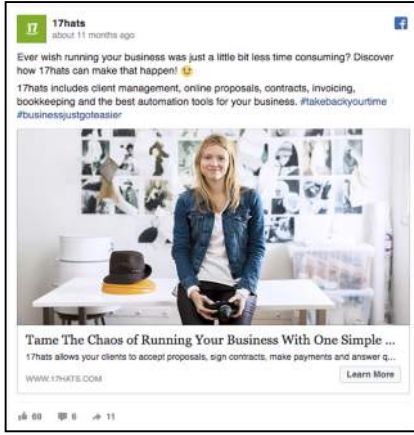 17
17hats
about 11 months ago
Ever wish running your business was just a little bit less time consuming? Discover
how 17hats can make that happen! 😉
17hats includes client management, online proposals, contracts, invoicing,
bookkeeping and the best automation tools for your business. #takebackyourtime
#businessjustgoteasier
Tame The Chaos of Running Your Business With One Simple ...
17hats allows your clients to accept proposals, sign contracts, make payments and answer q...
WWW.17HATS.COM
Learn More
60 6 11